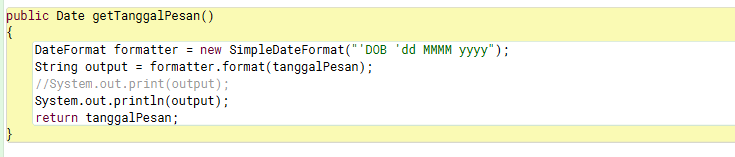 public Date getTanggalPesan()
{
    DateFormat formatter = new SimpleDateFormat("'DOB 'dd MMMM yyyy");
    String output = formatter.format(tanggalPesan);
    //System.out.print(output);
    System.out.println(output);
    return tanggalPesan;
}